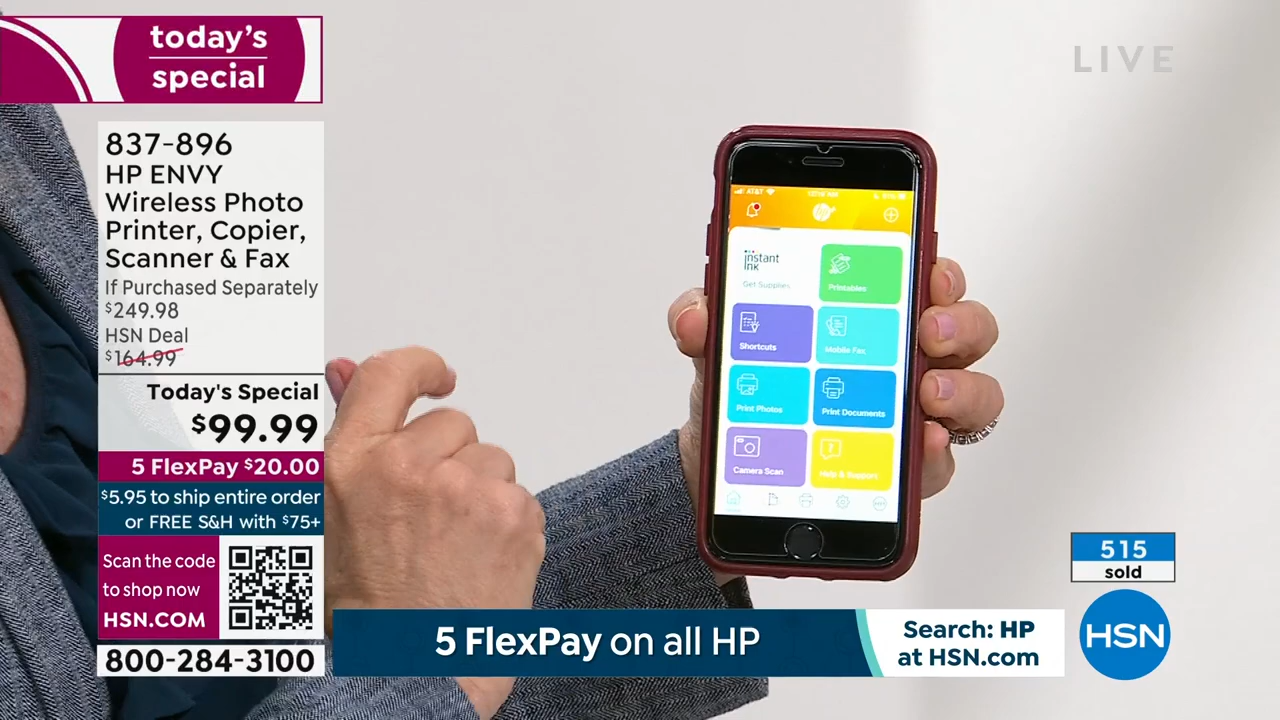 today's
special
LIVE
837-896
HP ENVY
Wireless Photo
Printer, Copier,
Scanner & Fax
If Purchased Separately
$249.98
HSN Deal
$164.99
Today's Special
$99.99
5 FlexPay $20.00
$5.95 to ship entire order
or FREE S&H with $75+
Scan the code
to shop now
HSN.COM
800-284-3100
AT&T
hp
instant
ink
Get Supplies
Printables
Shortcuts
Mobile Fax
Print Photos
Print Documents
Camera Scan
Help & Support
515
sold
5 FlexPay on all HP
Search: HP
at HSN.com
HSN